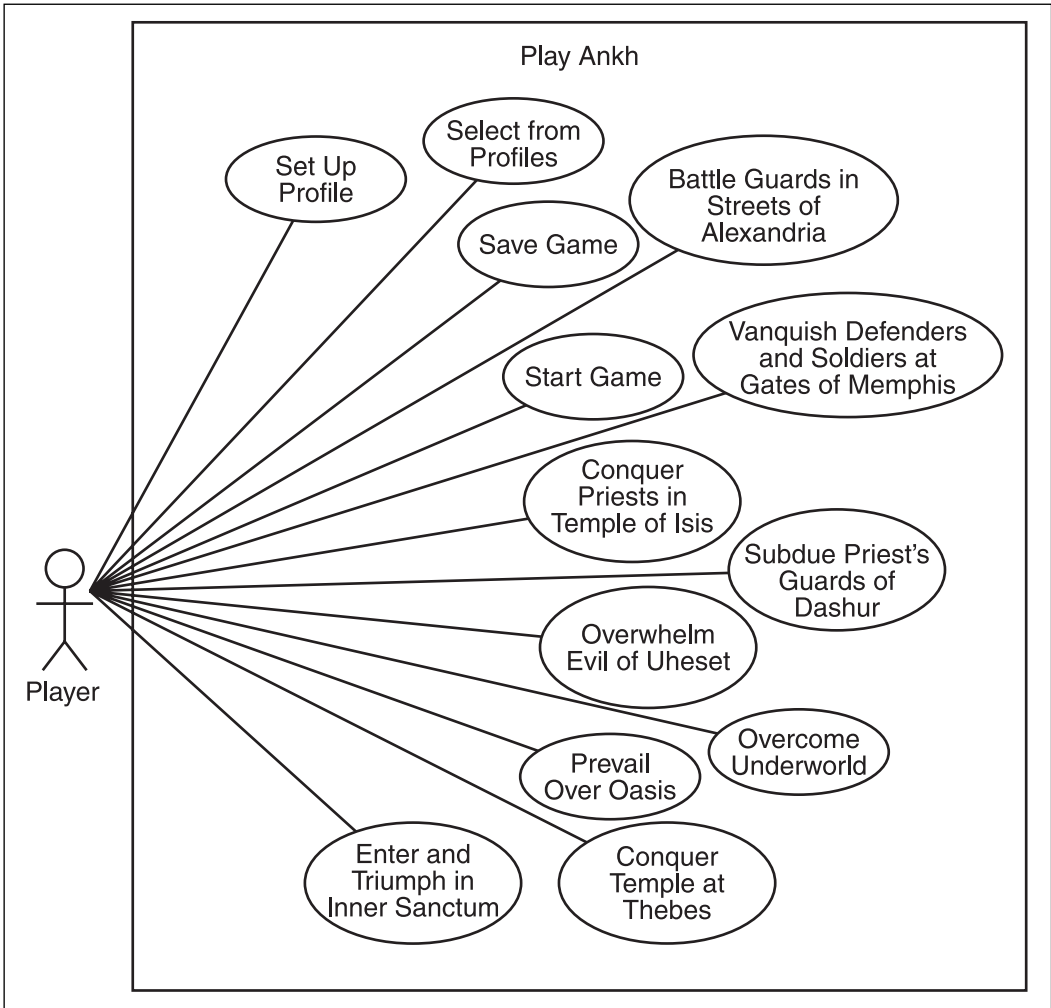 Play Ankh
Set Up
Profile
Select from
Profiles
Battle Guards in
Streets of
Alexandria
Save Game
Vanquish Defenders
and Soldiers at
Gates of Memphis
Start Game
Conquer
Priests in
Temple of Isis
Subdue Priest's
Guards of
Dashur
Overwhelm
Evil of Uheset
Player
Overcome
Underworld
Prevail
Over Oasis
Enter and
Triumph in
Inner Sanctum
Conquer
Temple at
Thebes